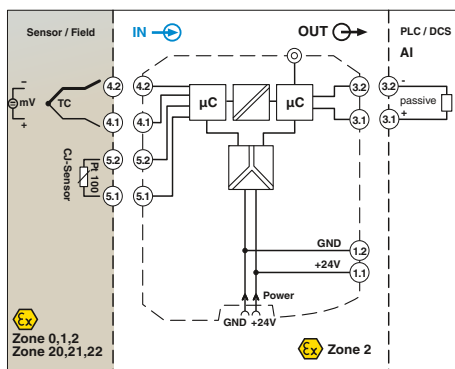 Sensor / Field
IN
OUT
PLC / DCS
AI
4.2
4.2
µC
µC
3.2
3.2
-
–
mV
TC
+
passive
4.1
4.1
3.1
3.1
+
CJ-Sensor
Pt 100
5.2
5.2
5.1
5.1
GND
1.2
+24V
1.1
Power
GND +24V
Ex
Zone 0,1,2
Zone 20,21,22
Ex
Zone 2